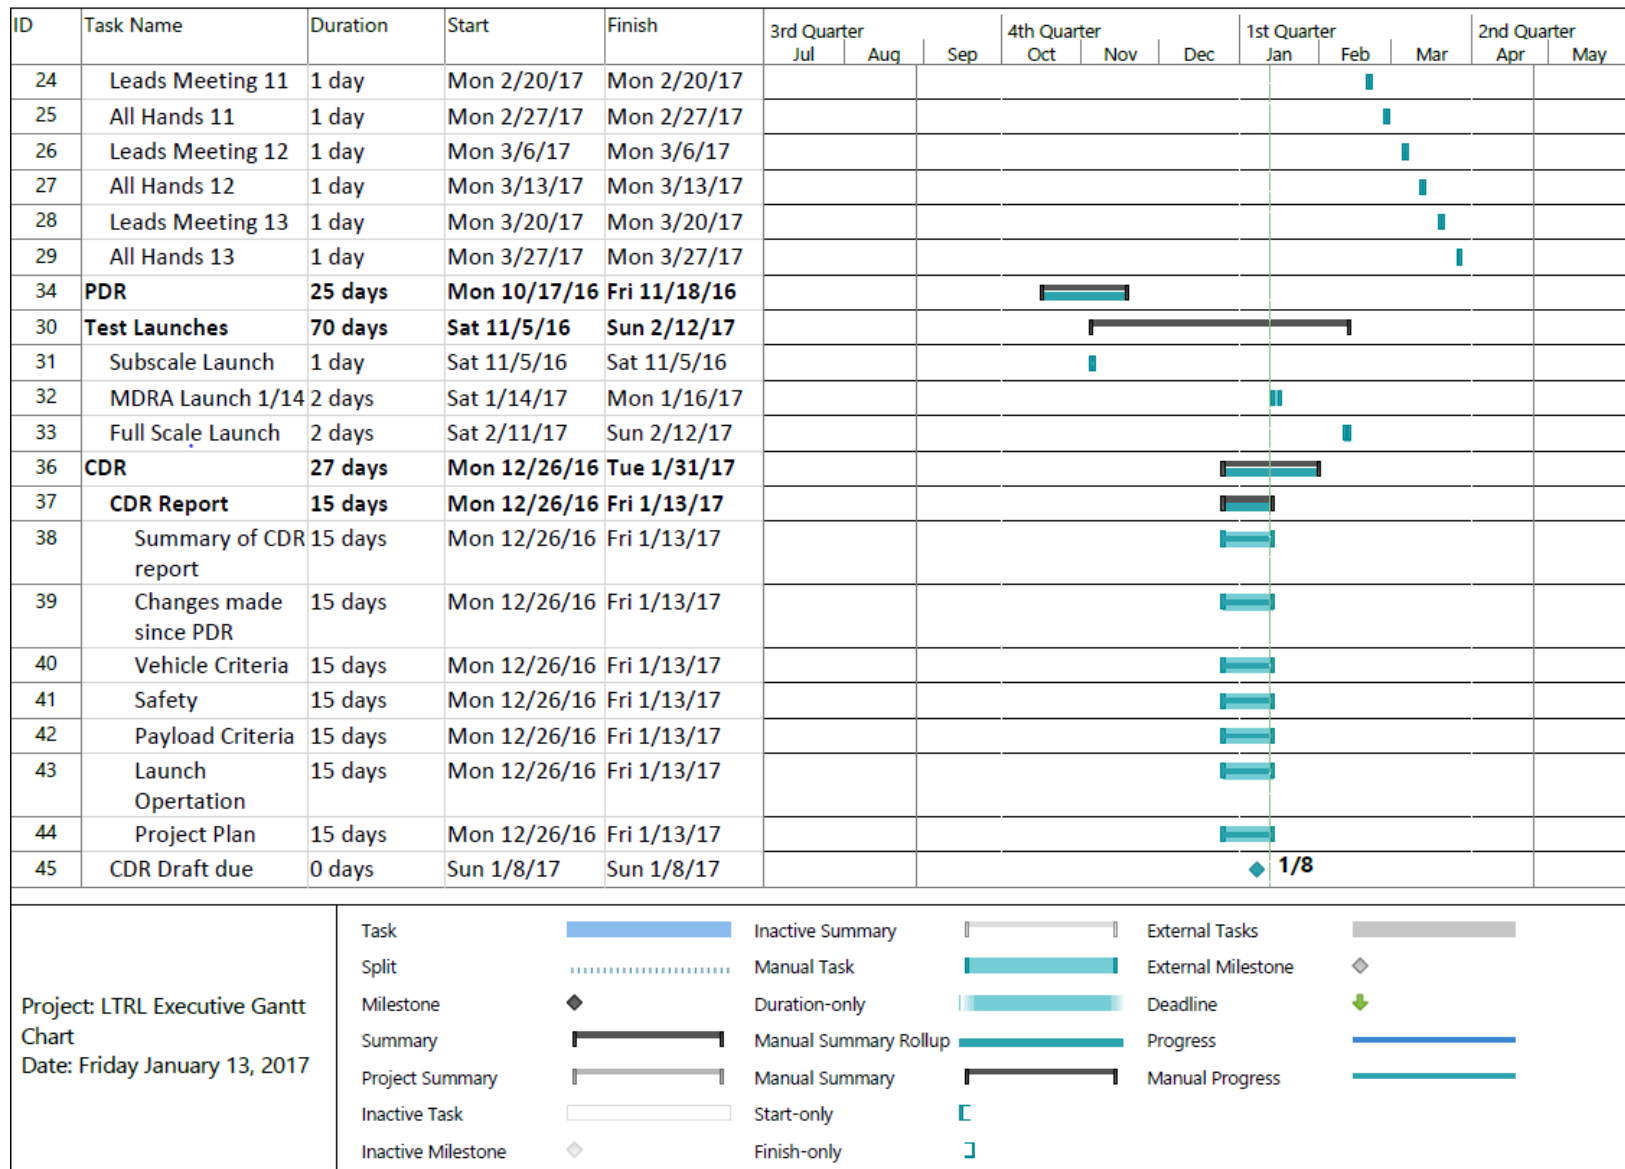 ID Task Name Duration Start Finish 3rd Quarter 4th Quarter 1st Quarter 2nd Quarter
Jul Aug Sep Oct Nov Dec Jan Feb Mar Apr May
24 Leads Meeting 11 1 day Mon 2/20/17 Mon 2/20/17
25 All Hands 11 1 day Mon 2/27/17 Mon 2/27/17
26 Leads Meeting 12 1 day Mon 3/6/17 Mon 3/6/17
27 All Hands 12 1 day Mon 3/13/17 Mon 3/13/17
28 Leads Meeting 13 1 day Mon 3/20/17 Mon 3/20/17
29 All Hands 13 1 day Mon 3/27/17 Mon 3/27/17
34 PDR 25 days Mon 10/17/16 Fri 11/18/16
30 Test Launches 70 days Sat 11/5/16 Sun 2/12/17
31 Subscale Launch 1 day Sat 11/5/16 Sat 11/5/16
32 MDRA Launch 1/14 2 days Sat 1/14/17 Mon 1/16/17
33 Full Scale Launch 2 days Sat 2/11/17 Sun 2/12/17
36 CDR 27 days Mon 12/26/16 Tue 1/31/17
37 CDR Report 15 days Mon 12/26/16 Fri 1/13/17
38 Summary of CDR 15 days Mon 12/26/16 Fri 1/13/17
report
39 Changes made 15 days Mon 12/26/16 Fri 1/13/17
since PDR
40 Vehicle Criteria 15 days Mon 12/26/16 Fri 1/13/17
41 Safety 15 days Mon 12/26/16 Fri 1/13/17
42 Payload Criteria 15 days Mon 12/26/16 Fri 1/13/17
43 Launch 15 days Mon 12/26/16 Fri 1/13/17
Opertation
44 Project Plan 15 days Mon 12/26/16 Fri 1/13/17
45 CDR Draft due 0 days Sun 1/8/17 Sun 1/8/17 1/8
Project: LTRL Executive Gantt
Chart
Date: Friday January 13, 2017
Task Inactive Summary External Tasks
Split Manual Task External Milestone
Milestone Duration-only Deadline
Summary Manual Summary Rollup Progress
Project Summary Manual Summary Manual Progress
Inactive Task Start-only
Inactive Milestone Finish-only